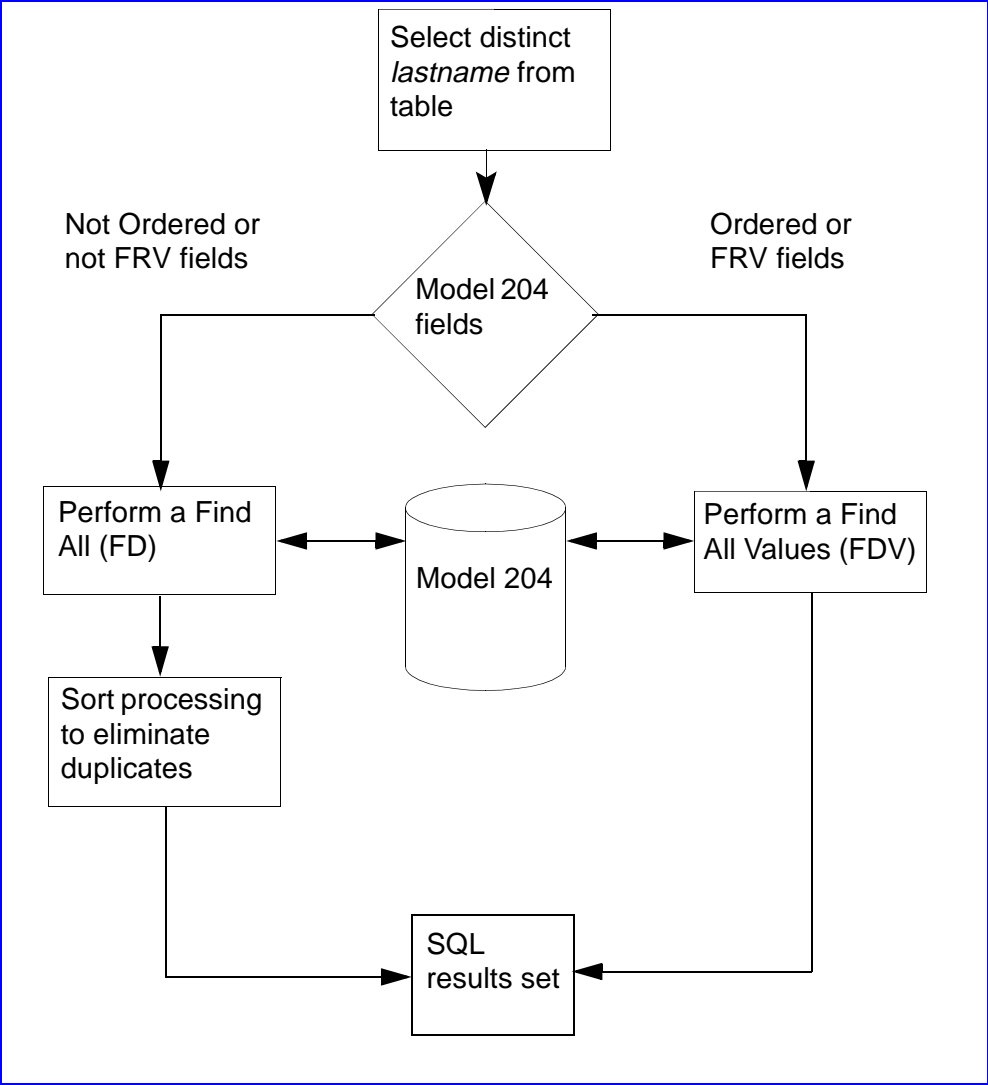 Select distinct
lastname from
table
Not Ordered or
not FRV fields
Ordered or
FRV fields
Model 204
fields
Perform a Find
All (FD)
Model 204
Perform a Find
All Values (FDV)
Sort processing
to eliminate
duplicates
SQL
results set